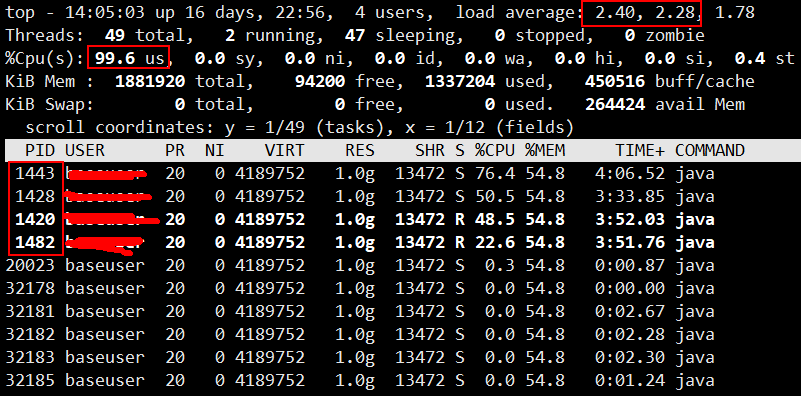 top - 14:05:03 up 16 days, 22:56, 4 users, load average: 2.40, 2.28, 1.78
Threads: 49 total, 2 running, 47 sleeping, 0 stopped, 0 zombie
%Cpu(s): 99.6 us, 0.0 sy, 0.0 ni, 0.0 id, 0.0 wa, 0.0 hi, 0.0 si, 0.4 st
KiB Mem : 1881920 total, 94200 free, 1337204 used, 450516 buff/cache
KiB Swap: 0 total, 0 free, 0 used. 264424 avail Mem
scroll coordinates: y = 1/49 (tasks), x = 1/12 (fields)
PID USER PR NI VIRT RES SHR S %CPU %MEM TIME+ COMMAND
1443 20 0 4189752 1.0g 13472 S 76.4 54.8 4:06.52 java
1428 20 0 4189752 1.0g 13472 S 50.5 54.8 3:33.85 java
1420 20 0 4189752 1.0g 13472 R 48.5 54.8 3:52.03 java
1482 20 0 4189752 1.0g 13472 R 22.6 54.8 3:51.76 java
20023 baseuser 20 0 4189752 1.0g 13472 S 0.3 54.8 0:00.87 java
32178 baseuser 20 0 4189752 1.0g 13472 S 0.0 54.8 0:00.00 java
32181 baseuser 20 0 4189752 1.0g 13472 S 0.0 54.8 0:02.67 java
32182 baseuser 20 0 4189752 1.0g 13472 S 0.0 54.8 0:02.28 java
32183 baseuser 20 0 4189752 1.0g 13472 S 0.0 54.8 0:02.30 java
32185 baseuser 20 0 4189752 1.0g 13472 S 0.0 54.8 0:01.24 java